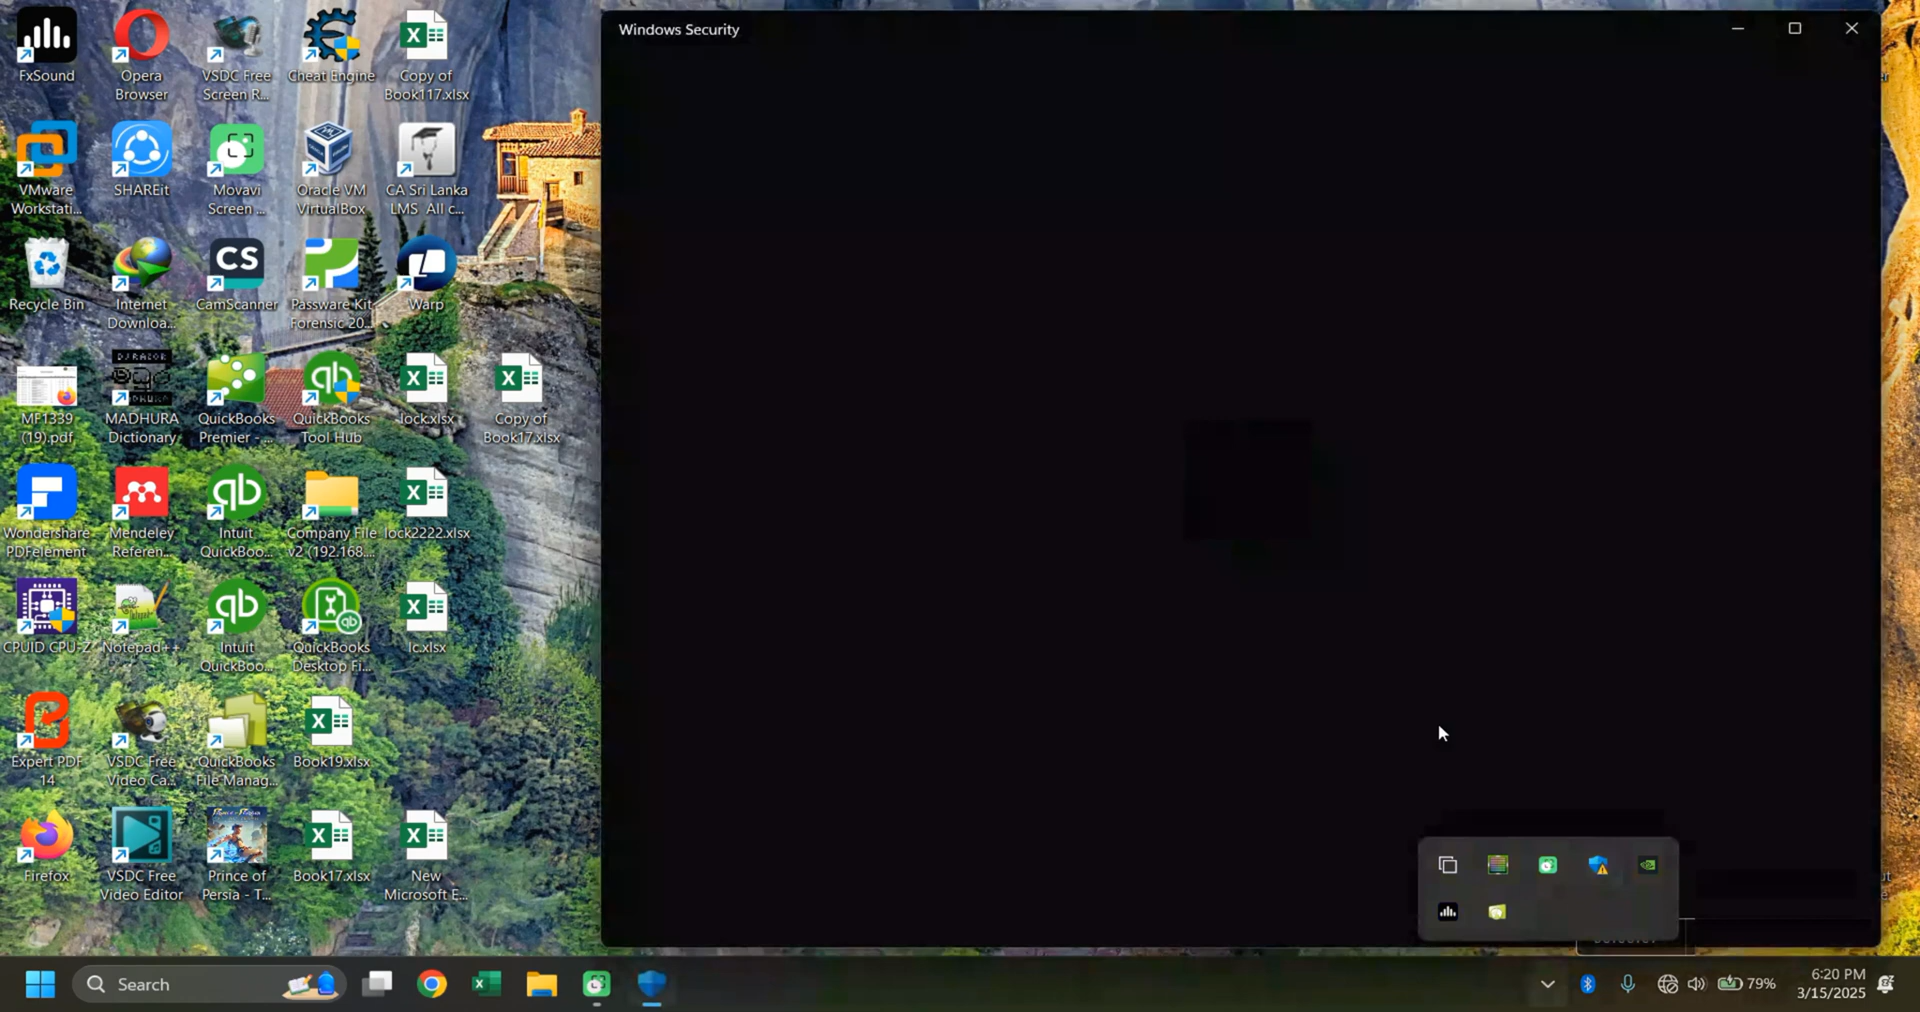 Windows Security
FxSound
Opera
Browser
VSDC Free
Screen R...
Cheat Engine
Copy of
Book117.xlsx
VMware
Workstati...
SHAREit
Movavi
Screen ...
Oracle VM
VirtualBox
CA Sri Lanka
LMS All c...
Recycle Bin
Internet
Downloa...
CS
CamScanner
Passware Kit
Forensic 20...
Warp
MF1339
(19).pdf
MADHURA
Dictionary
QuickBooks
Premier - ...
QuickBooks
Tool Hub
lock.xlsx
Copy of
Book17.xlsx
Wondershare
PDFelement
Mendeley
Referen...
Intuit
QuickBoo...
Company File
v2 (192.168....
lock2222.xlsx
CPUID CPU-Z
Notepad++
Intuit
QuickBoo...
QuickBooks
Desktop Fi...
lc.xlsx
Expert PDF
14
VSDC Free
Video Ca...
QuickBooks
File Manag...
Book19.xlsx
Firefox
VSDC Free
Video Editor
Prince of
Persia - T...
Book17.xlsx
New
Microsoft E...
Search
79%
6:20 PM
3/15/2025